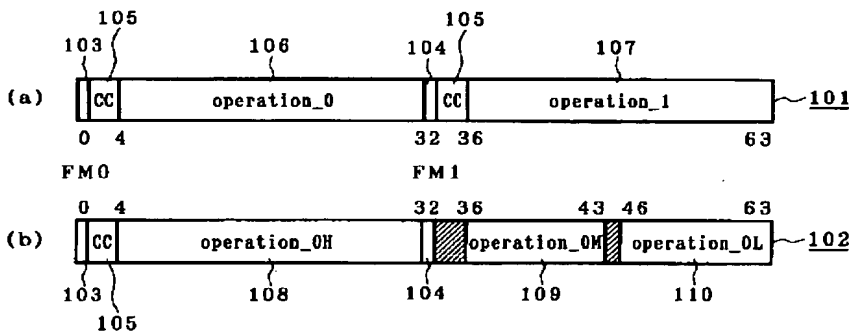 105 105
103 106 104 107
(a) CC operation_0 CC operation_1 101
0 4 32 36 63
FM0 FM1
0 4 32 36 43 46 63
(b) CC operation_0H operation_0M operation_0L 102
103 108 104 109 110
105